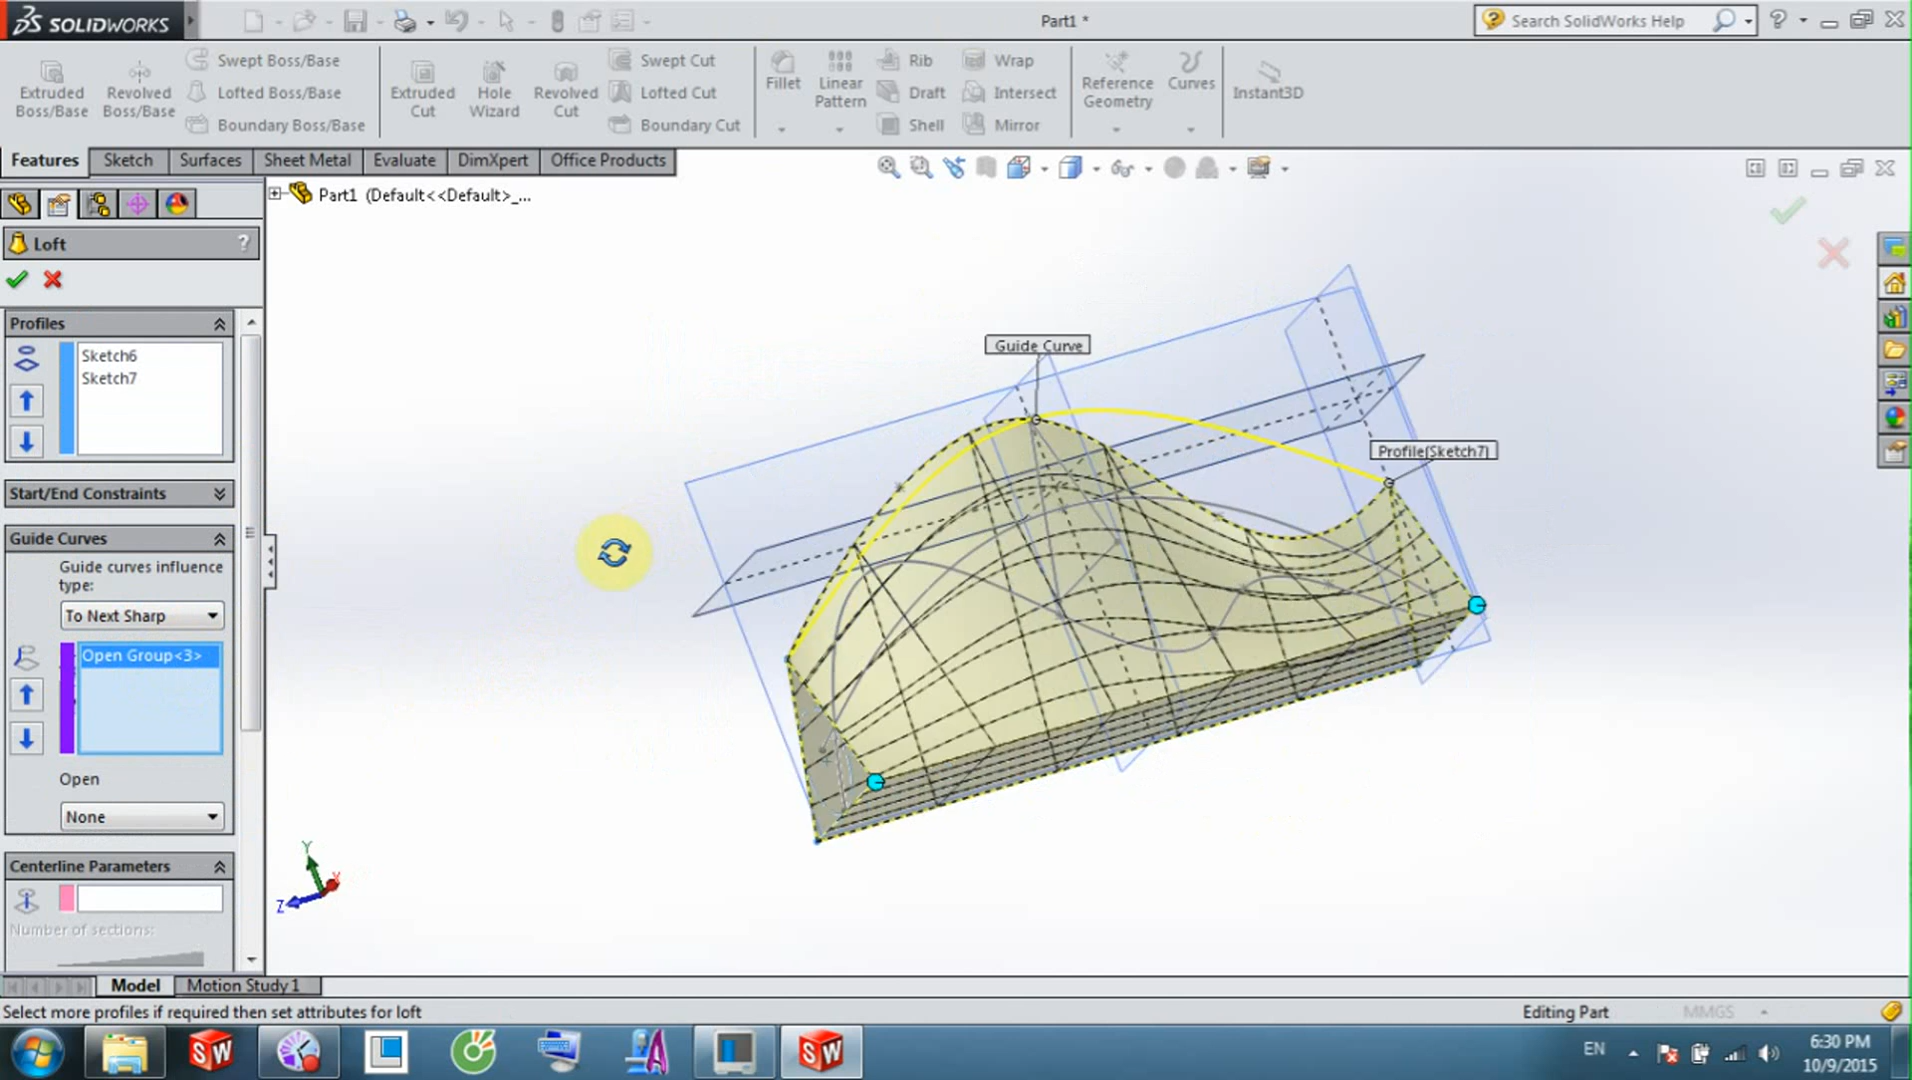 SOLIDWORKS
Part1 *
Search SolidWorks Help
Extruded Boss/Base
Revolved Boss/Base
Swept Boss/Base
Lofted Boss/Base
Boundary Boss/Base
Extruded Cut
Hole Wizard
Revolved Cut
Swept Cut
Lofted Cut
Boundary Cut
Fillet
Linear Pattern
Rib
Draft
Shell
Wrap
Intersect
Mirror
Reference Geometry
Curves
Instant3D
Features
Sketch
Surfaces
Sheet Metal
Evaluate
DimXpert
Office Products
Part1 (Default<<Default>_...
Loft
?
Profiles
Sketch6
Sketch7
Start/End Constraints
Guide Curves
Guide curves influence
type:
To Next Sharp
Open Group<3>
Open
None
Centerline Parameters
Number of sections:
Guide Curve
Profile(Sketch7)
Y
X
Z
Model
Motion Study 1
Select more profiles if required then set attributes for loft
Editing Part
MMGS
EN
6:30 PM
10/9/2015